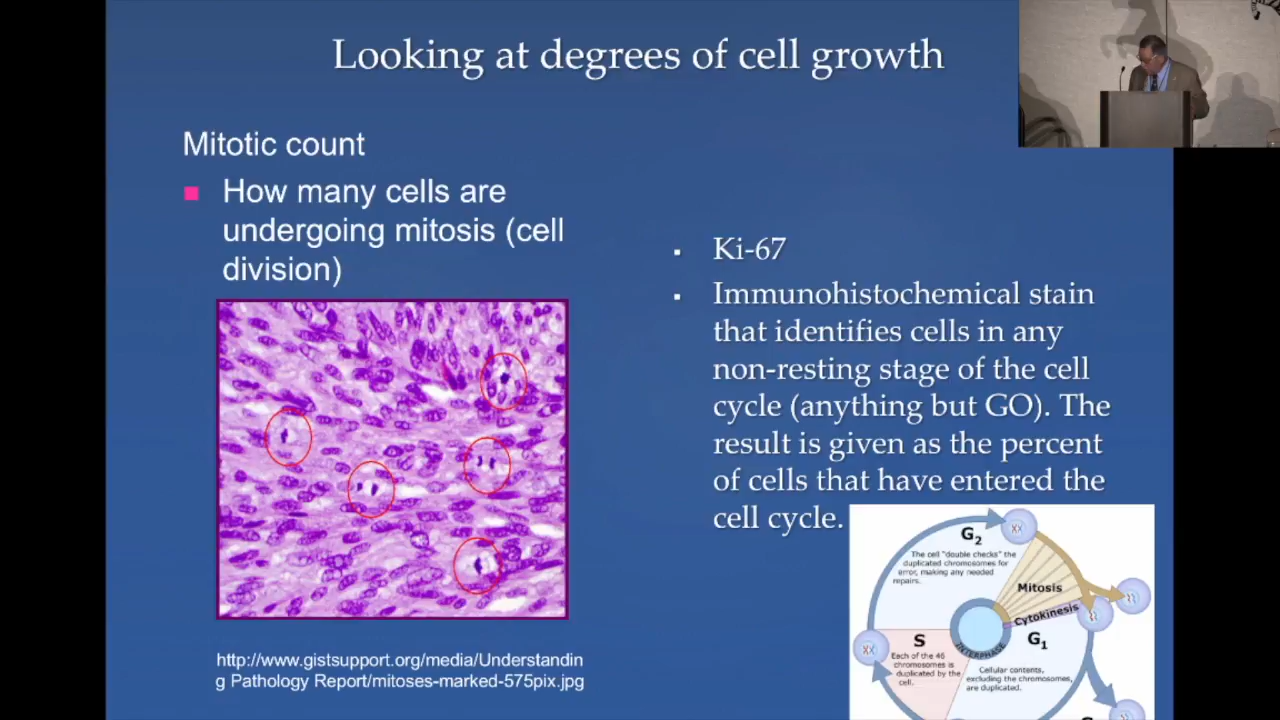 Looking at degrees of cell growth
Mitotic count
How many cells are
undergoing mitosis (cell
division)
http://www.gistsupport.org/media/Understandin
g Pathology Report/mitoses-marked-575pix.jpg
Ki-67
Immunohistochemical stain
that identifies cells in any
non-resting stage of the cell
cycle (anything but GO). The
result is given as the percent
of cells that have entered the
cell cycle.
G2
The cell "double checks" the
duplicated chromosomes for
error, making any needed
repairs.
Mitosis
Cytokinesis
INTERPHASE
S
Each of the 46
chromosomes is
duplicated by the
cell.
G1
Cellular contents,
excluding the chromosomes,
are duplicated.